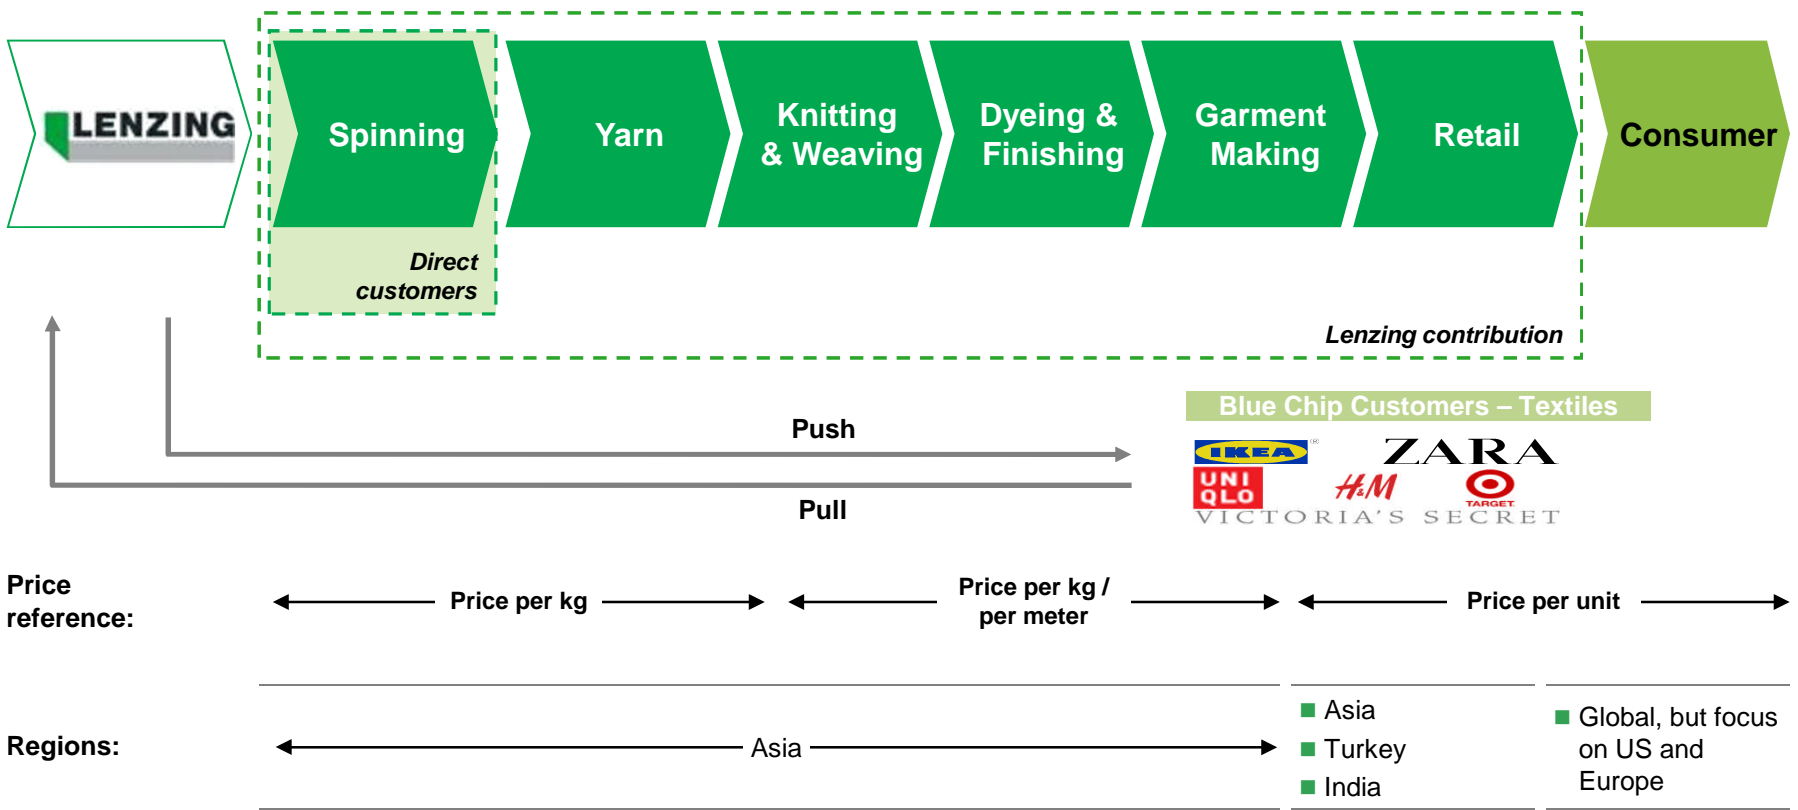 LENZING
Spinning
Yarn
Knitting
& Weaving
Dyeing &
Finishing
Garment
Making
Retail
Consumer
Direct
customers
Lenzing contribution
Blue Chip Customers – Textiles
Push
IKEA ®
ZARA
UNI
QLO
H&M
TARGET
VICTORIA'S SECRET
Pull
Price
reference:
Price per kg
Price per kg /
per meter
Price per unit
Regions:
Asia
Asia
Turkey
India
Global, but focus
on US and
Europe